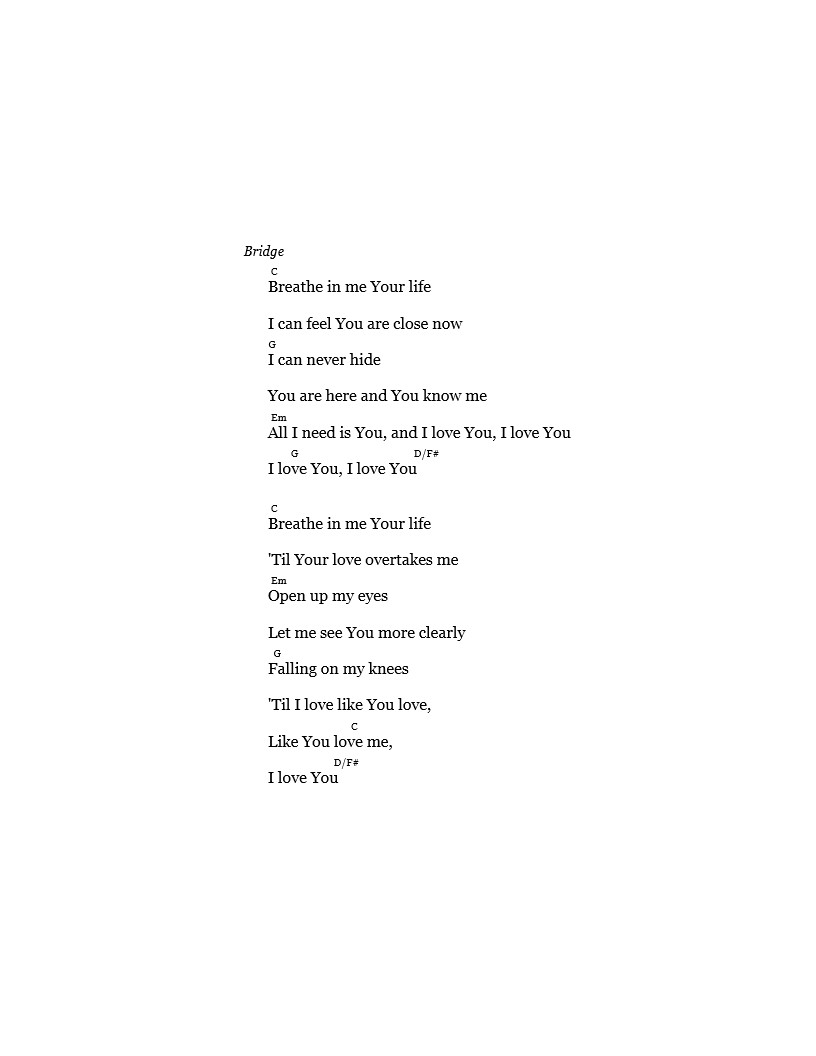 Bridge
C
Breathe in me Your life
I can feel You are close now
G
I can never hide
You are here and You know me
Em
All I need is You, and I love You, I love You
G D/F#
I love You, I love You
C
Breathe in me Your life
'Til Your love overtakes me
Em
Open up my eyes
Let me see You more clearly
G
Falling on my knees
'Til I love like You love,
C
Like You love me,
D/F#
I love You